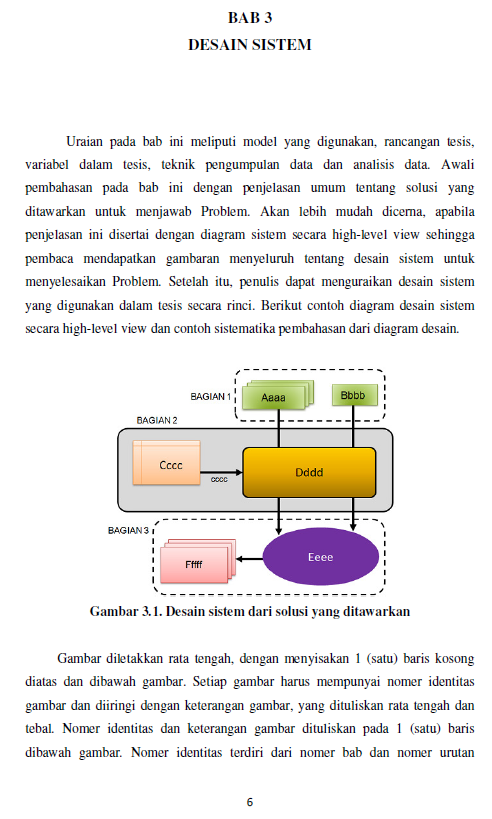 BAB 3
DESAIN SISTEM
Uraian pada bab ini meliputi model yang digunakan, rancangan tesis,
variabel dalam tesis, teknik pengumpulan data dan analisis data. Awali
pembahasan pada bab ini dengan penjelasan umum tentang solusi yang
ditawarkan untuk menjawab Problem. Akan lebih mudah dicerna, apabila
penjelasan ini disertai dengan diagram sistem secara high-level view sehingga
pembaca mendapatkan gambaran menyeluruh tentang desain sistem untuk
menyelesaikan Problem. Setelah itu, penulis dapat menguraikan desain sistem
yang digunakan dalam tesis secara rinci. Berikut contoh diagram desain sistem
secara high-level view dan contoh sistematika pembahasan dari diagram desain.
BAGIAN 1
Aaaa
Bbbb
BAGIAN 2
Cccc
cccc
Dddd
BAGIAN 3
Fffff
Eeee
Gambar 3.1. Desain sistem dari solusi yang ditawarkan
Gambar diletakkan rata tengah, dengan menyisakan 1 (satu) baris kosong
diatas dan dibawah gambar. Setiap gambar harus mempunyai nomer identitas
gambar dan diiringi dengan keterangan gambar, yang dituliskan rata tengah dan
tebal. Nomer identitas dan keterangan gambar dituliskan pada 1 (satu) baris
dibawah gambar. Nomer identitas terdiri dari nomer bab dan nomer urutan
6